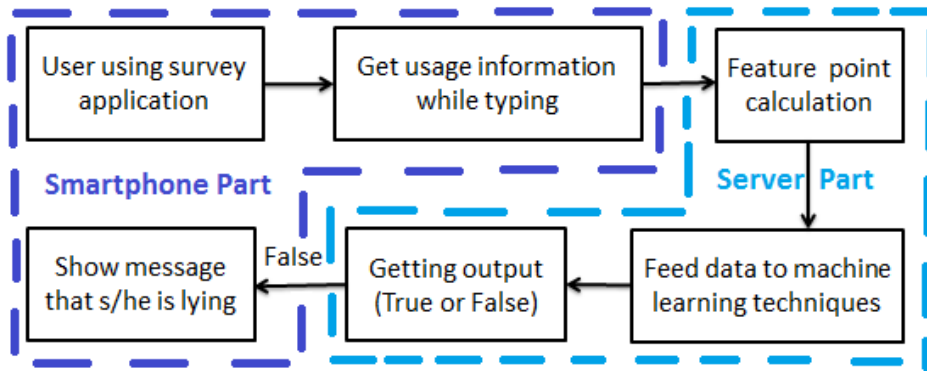 User using survey
application
Get usage information
while typing
Feature point
calculation
Smartphone Part
Server Part
Show message
that s/he is lying
False
Getting output
(True or False)
Feed data to machine
learning techniques